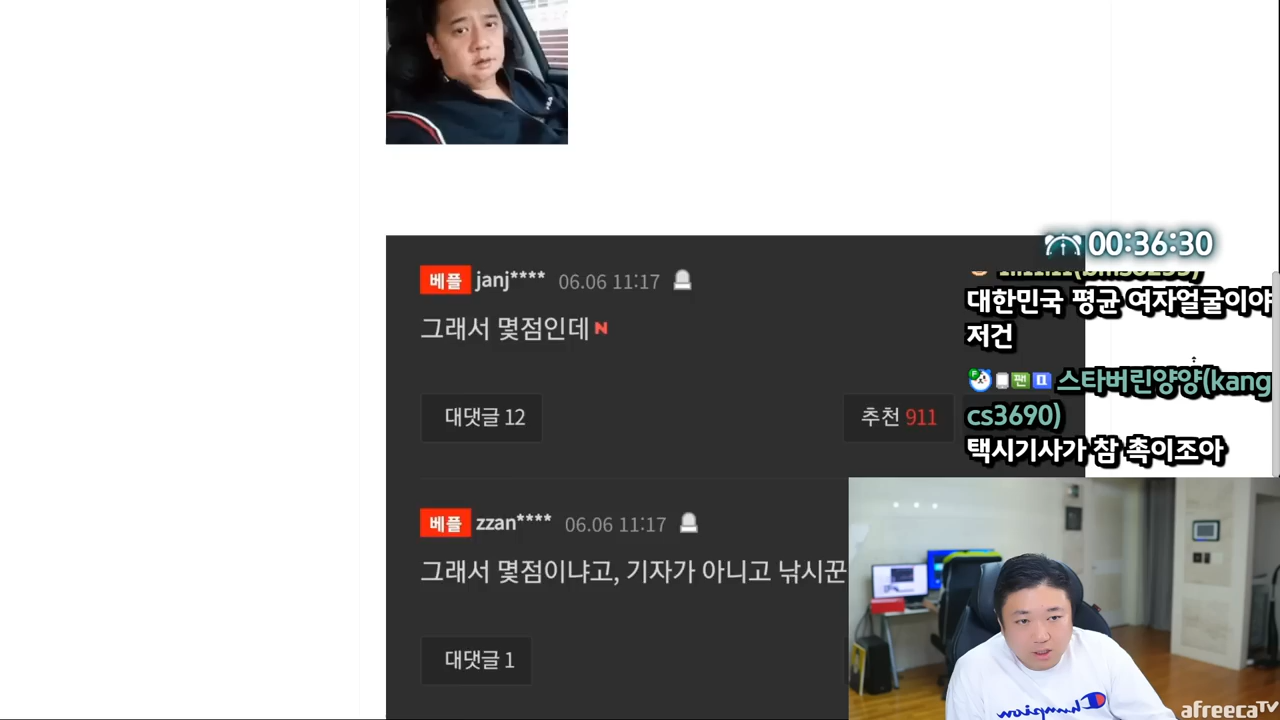 00:36:30
베플 janj**** 06.06 11:17
그래서 몇점인데 N
대댓글 12
추천 911
대한민국 평균 여자얼굴이야
저건
팬 스타버린양양(kang
cs3690)
택시기사가 참 촉이조아
베플 zzan**** 06.06 11:17
그래서 몇점이냐고, 기자가 아니고 낚시꾼
대댓글 1
Champion
afreecaTV